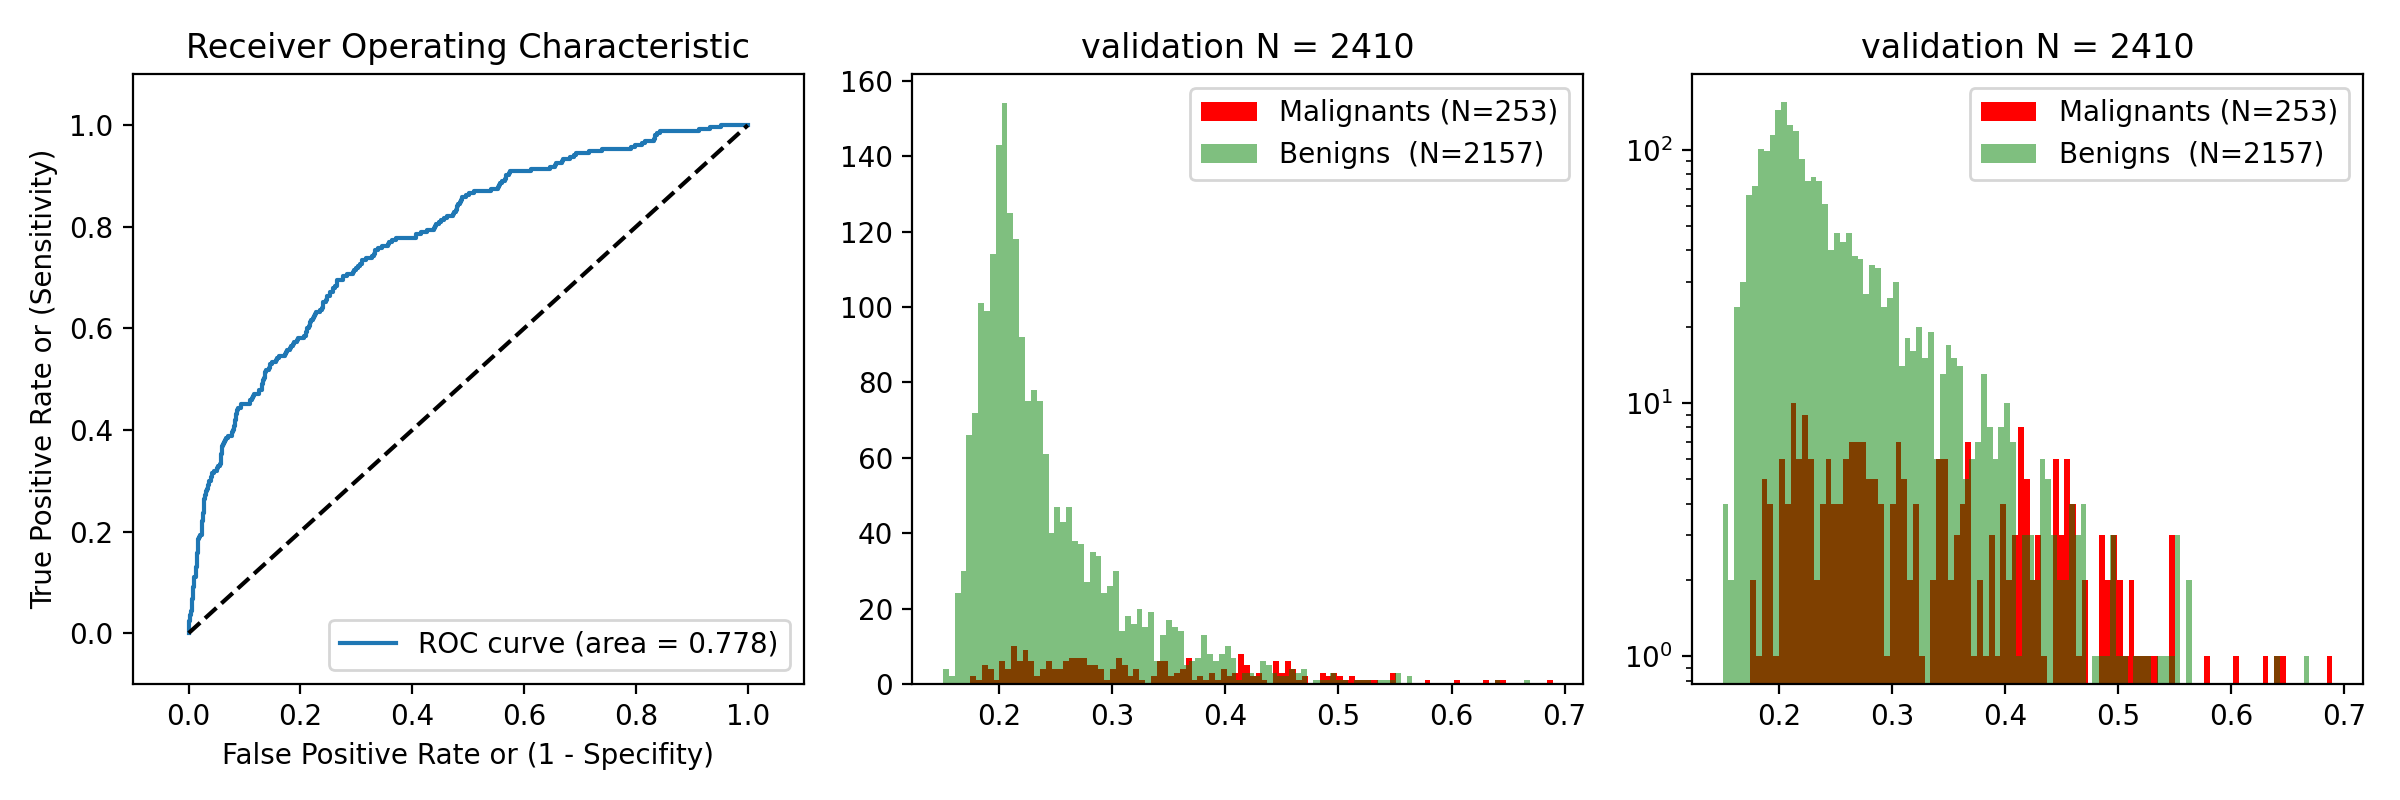 Receiver Operating Characteristic
True Positive Rate or (Sensitivity)
1.0
0.8
0.6
0.4
0.2
0.0
ROC curve (area = 0.778)
0.0 0.2 0.4 0.6 0.8 1.0
False Positive Rate or (1 - Specifity)
validation N = 2410
160
140
120
100
80
60
40
20
0
Malignants (N=253)
Benigns (N=2157)
0.2 0.3 0.4 0.5 0.6 0.7
validation N = 2410
10²
10¹
10⁰
Malignants (N=253)
Benigns (N=2157)
0.2 0.3 0.4 0.5 0.6 0.7